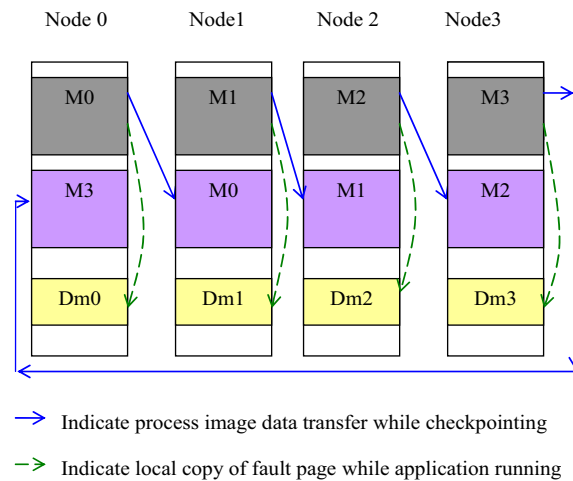 Node 0 Node1 Node 2 Node3
M0 M1 M2 M3
M3 M0 M1 M2
Dm0 Dm1 Dm2 Dm3
Indicate process image data transfer while checkpointing
Indicate local copy of fault page while application running